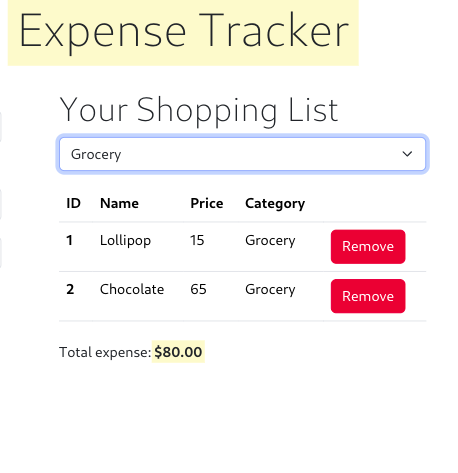 Expense Tracker
Your Shopping List
Grocery
ID Name Price Category
1 Lollipop 15 Grocery Remove
2 Chocolate 65 Grocery Remove
Total expense: $80.00